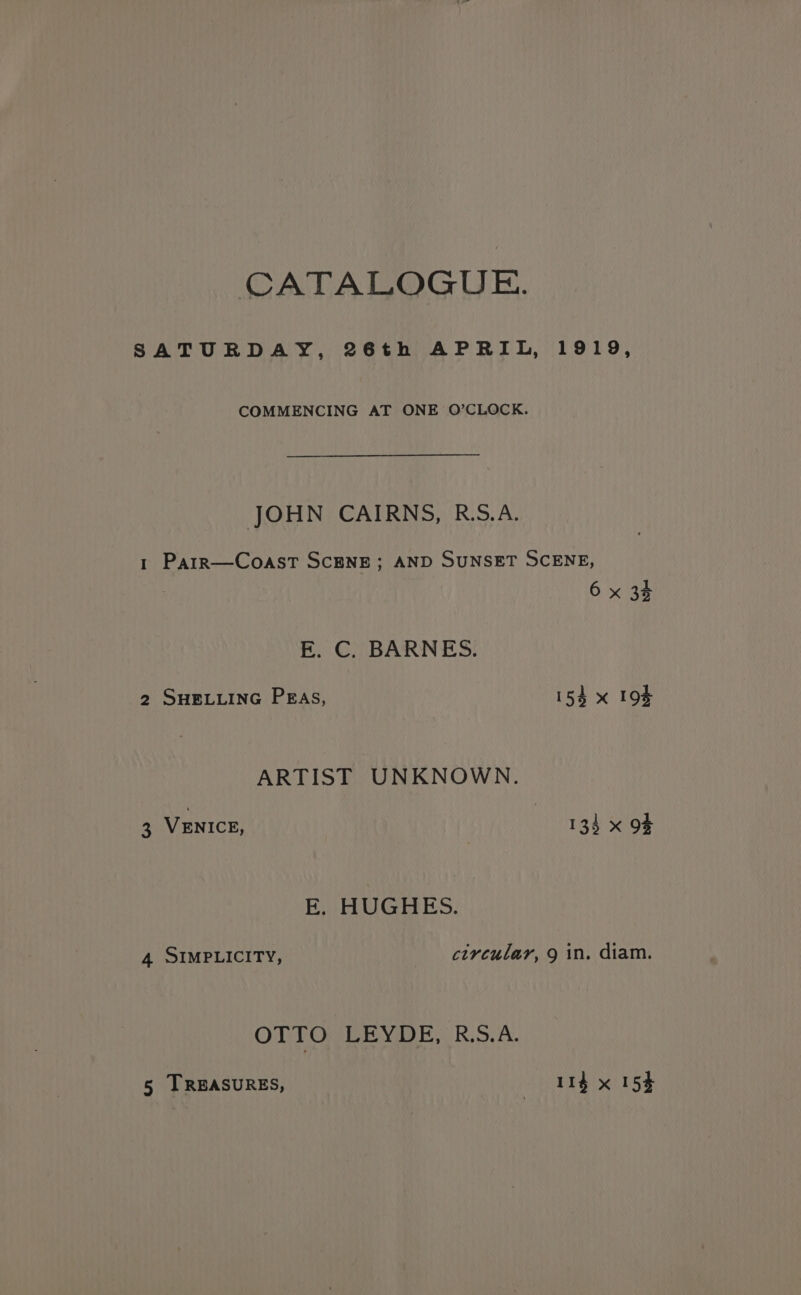 CATALOGUE.
SATURDAY, 26th APRIL, 1919,
COMMENCING AT ONE O'CLOCK.
JOHN CAIRNS, R.S.A.
1 PAIR—COAST SCENE; AND SUNSET SCENE,
6 x 3¾
E. C. BARNES.
2 SHELLING PEAS, 15½ x 19¾
ARTIST UNKNOWN.
3 VENICE, 13½ x 9¾
E. HUGHES.
4 SIMPLICITY, circular, 9 in. diam.
OTTO LEYDE, R.S.A.
5 TREASURES, 11½ x 15¾